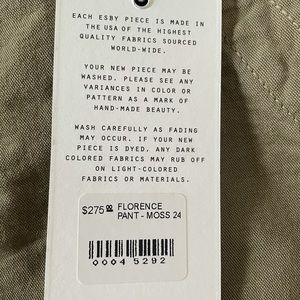 EACH ESBY PIECE IS MADE IN
THE USA OF THE HIGHEST
QUALITY FABRICS SOURCED
WORLD-WIDE.
YOUR NEW PIECE MAY BE
WASHED. PLEASE SEE ANY
VARIANCES IN COLOR OR
PATTERN AS A MARK OF
HAND-MADE BEAUTY.
WASH CAREFULLY AS FADING
MAY OCCUR. IF YOUR NEW
PIECE IS DYED, ANY DARK
COLORED FABRICS MAY RUB OFF
ON LIGHT-COLORED
FABRICS OR MATERIALS.
$275.00 FLORENCE
PANT - MOSS 24
0004 5292